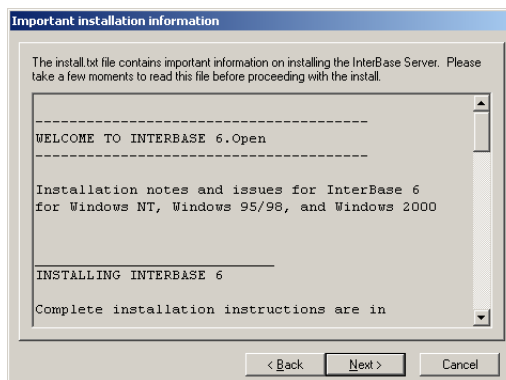 Important installation information
The install.txt file contains important information on installing the InterBase Server. Please
take a few moments to read this file before proceeding with the install.
----------------------------------------
WELCOME TO INTERBASE 6.Open
----------------------------------------
Installation notes and issues for InterBase 6
for Windows NT, Windows 95/98, and Windows 2000
____________________________
INSTALLING INTERBASE 6
Complete installation instructions are in
< Back Next > Cancel